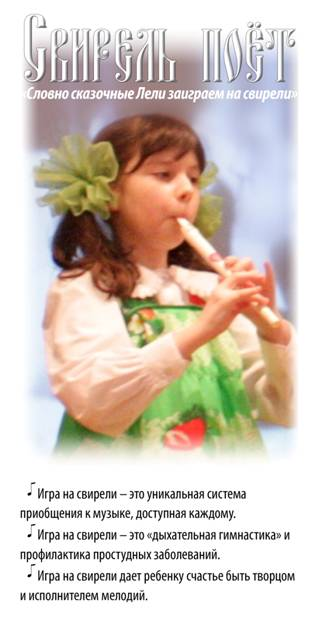 Свирель поёт
«Словно сказочные Лели заиграем на свирели»
Игра на свирели – это уникальная система
приобщения к музыке, доступная каждому.
Игра на свирели – это «дыхательная гимнастика» и
профилактика простудных заболеваний.
Игра на свирели дает ребенку счастье быть творцом
и исполнителем мелодий.